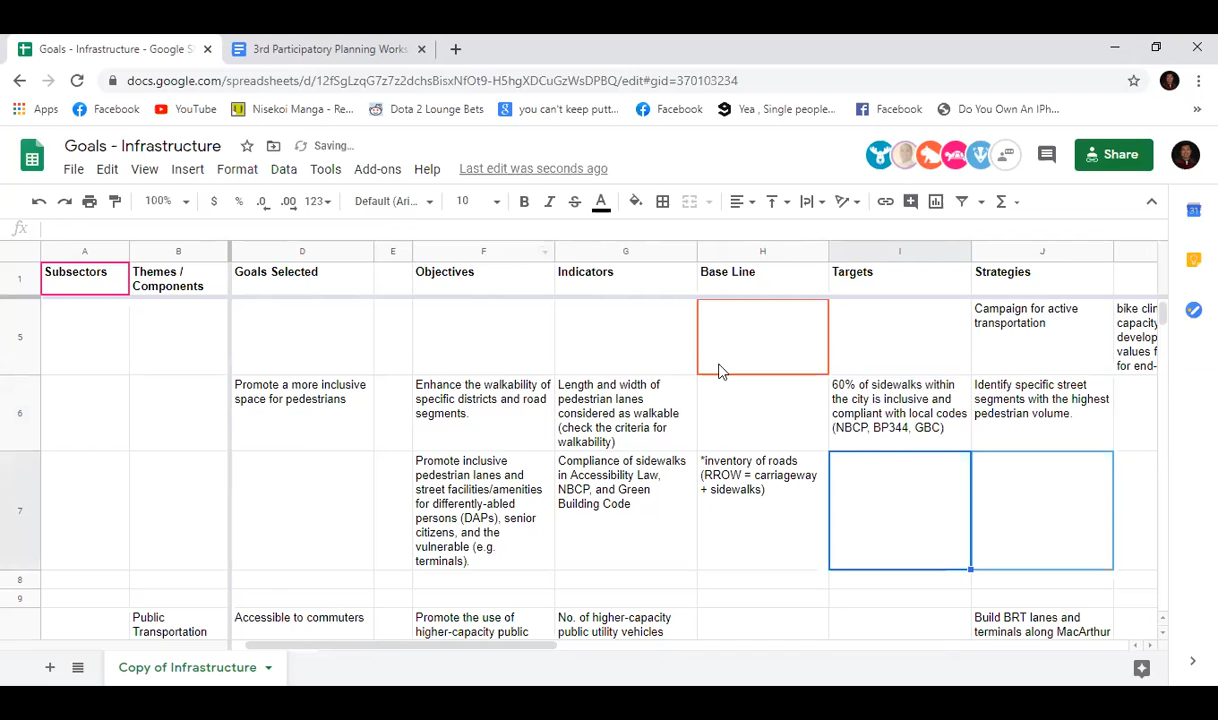 Goals - Infrastructure - Google S
3rd Participatory Planning Works
docs.google.com/spreadsheets/d/12fSgLzqG7z7z2dchsBisxNfOt9-H5hgXDCuGzWsDPBQ/edit#gid=370103234
Apps Facebook YouTube Nisekoi Manga - Re... Dota 2 Lounge Bets you can't keep putt... Facebook Yea , Single people... Facebook Do You Own An IPh... »
Goals - Infrastructure Saving...
File Edit View Insert Format Data Tools Add-ons Help Last edit was seconds ago
Share
100% $ % .0 .00 123 Default (Ari... 10 B I S A Σ
fx
31
A B D E F G H I J
1
Subsectors
Themes /
Components
Goals Selected
Objectives
Indicators
Base Line
Targets
Strategies
5
Campaign for active
transportation
bike clin
capacity
develop
values f
for end-
6
Promote a more inclusive
space for pedestrians
Enhance the walkability of
specific districts and road
segments.
Length and width of
pedestrian lanes
considered as walkable
(check the criteria for
walkability)
60% of sidewalks within
the city is inclusive and
compliant with local codes
(NBCP, BP344, GBC)
Identify specific street
segments with the highest
pedestrian volume.
7
Promote inclusive
pedestrian lanes and
street facilities/amenities
for differently-abled
persons (DAPs), senior
citizens, and the
vulnerable (e.g.
terminals).
Compliance of sidewalks
in Accessibility Law,
NBCP, and Green
Building Code
*inventory of roads
(RROW = carriageway
+ sidewalks)
8
9
Public
Transportation
Accessible to commuters
Promote the use of
higher-capacity public
No. of higher-capacity
public utility vehicles
Build BRT lanes and
terminals along MacArthur
Copy of Infrastructure